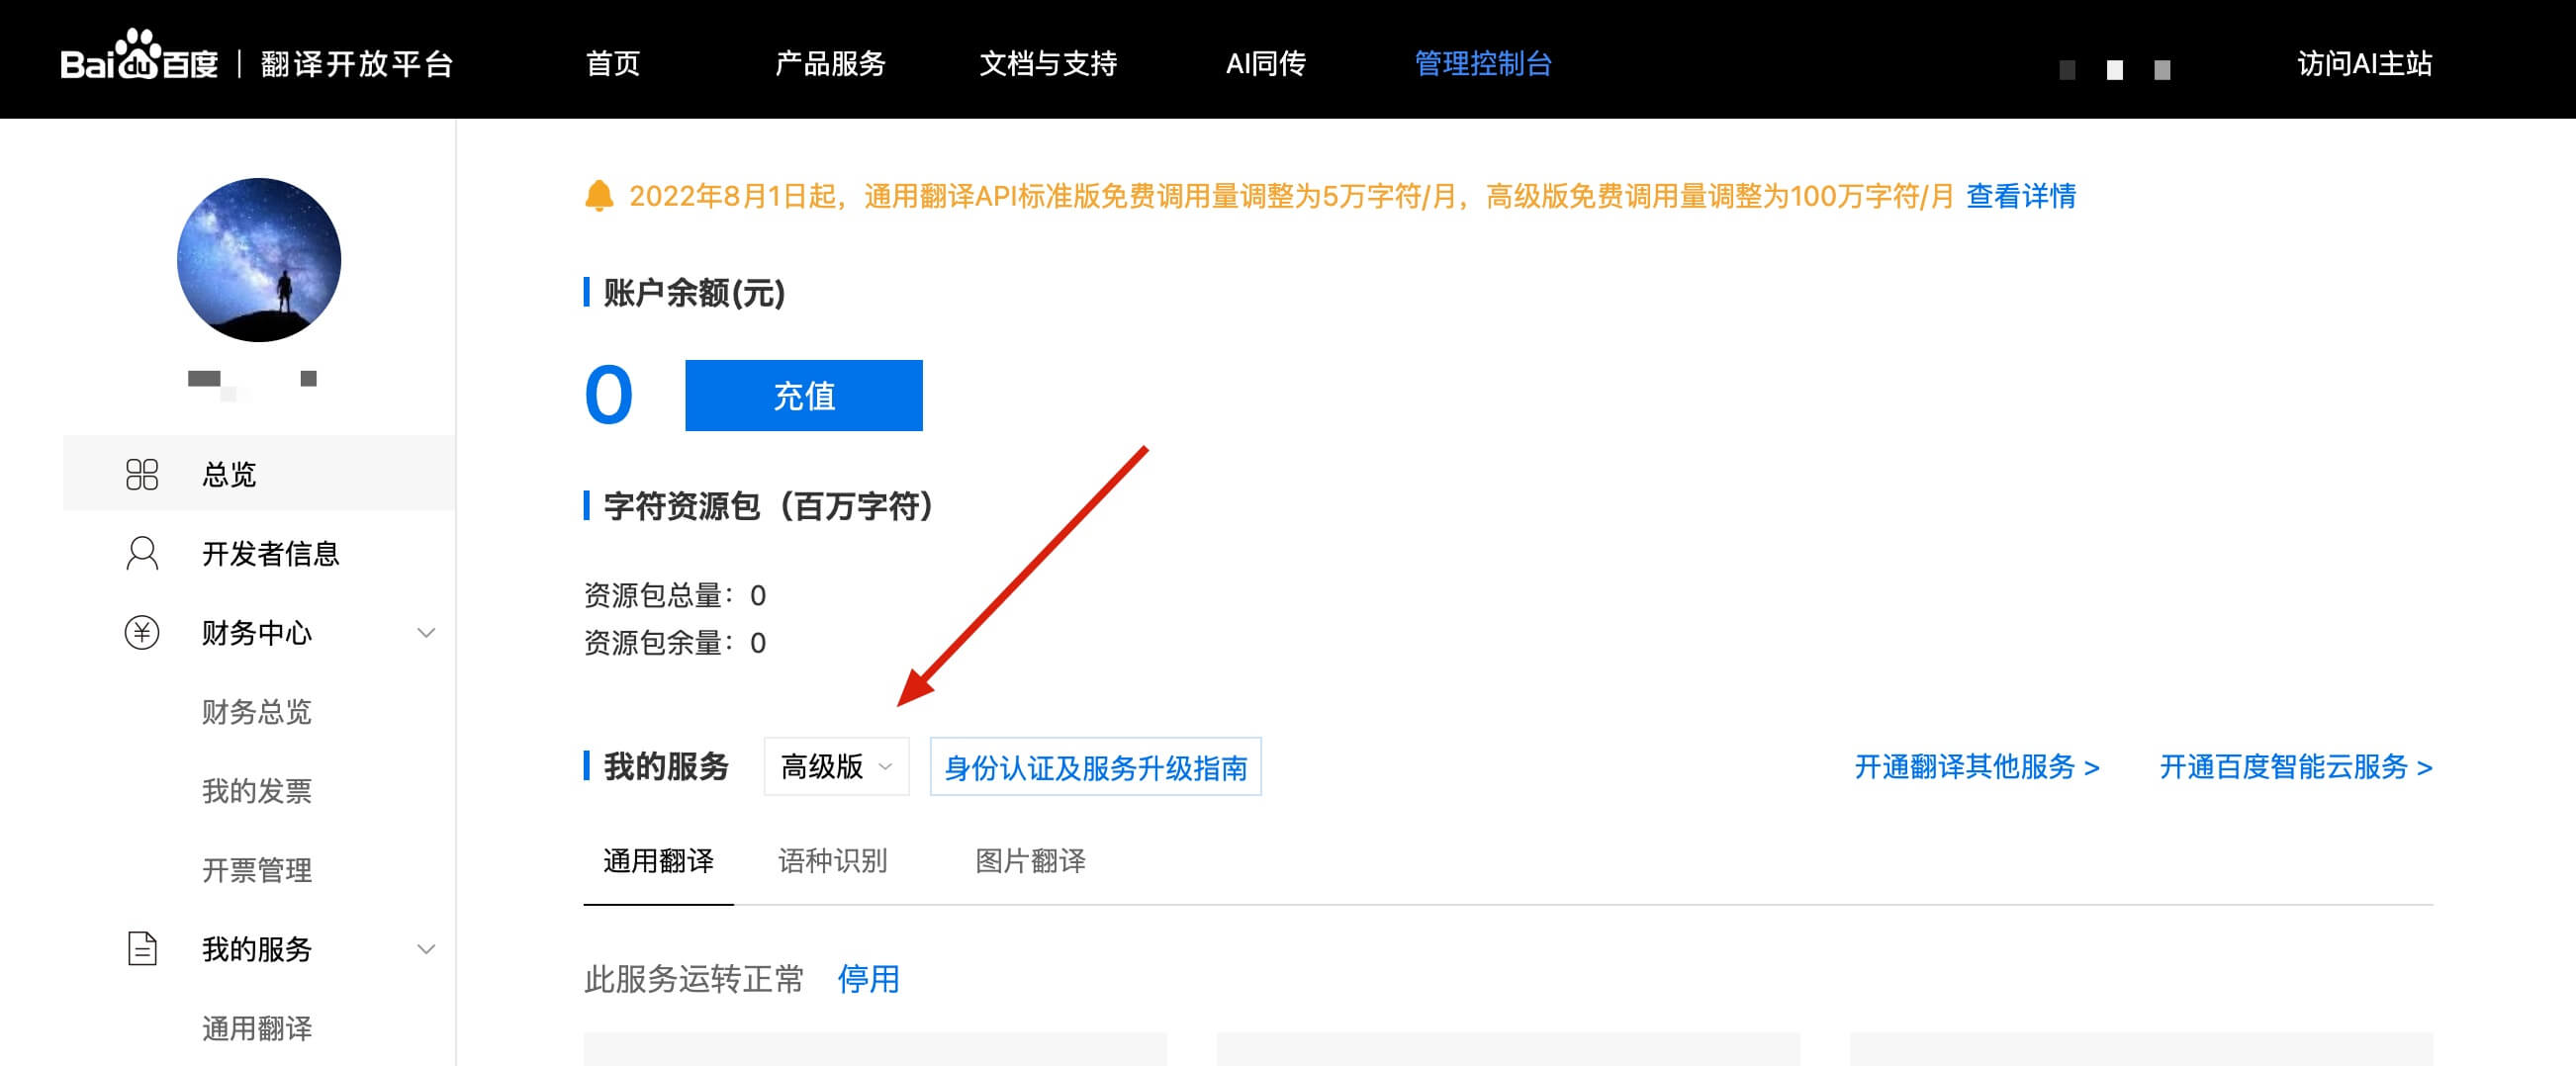 Bai du 百度 | 翻译开放平台
首页
产品服务
文档与支持
AI同传
管理控制台
访问AI主站
2022年8月1日起，通用翻译API标准版免费调用量调整为5万字符/月，高级版免费调用量调整为100万字符/月 查看详情
账户余额(元)
0
充值
总览
开发者信息
财务中心
财务总览
我的发票
开票管理
我的服务
通用翻译
字符资源包（百万字符）
资源包总量：0
资源包余量：0
我的服务
高级版
身份认证及服务升级指南
开通翻译其他服务 >
开通百度智能云服务 >
通用翻译
语种识别
图片翻译
此服务运转正常 停用